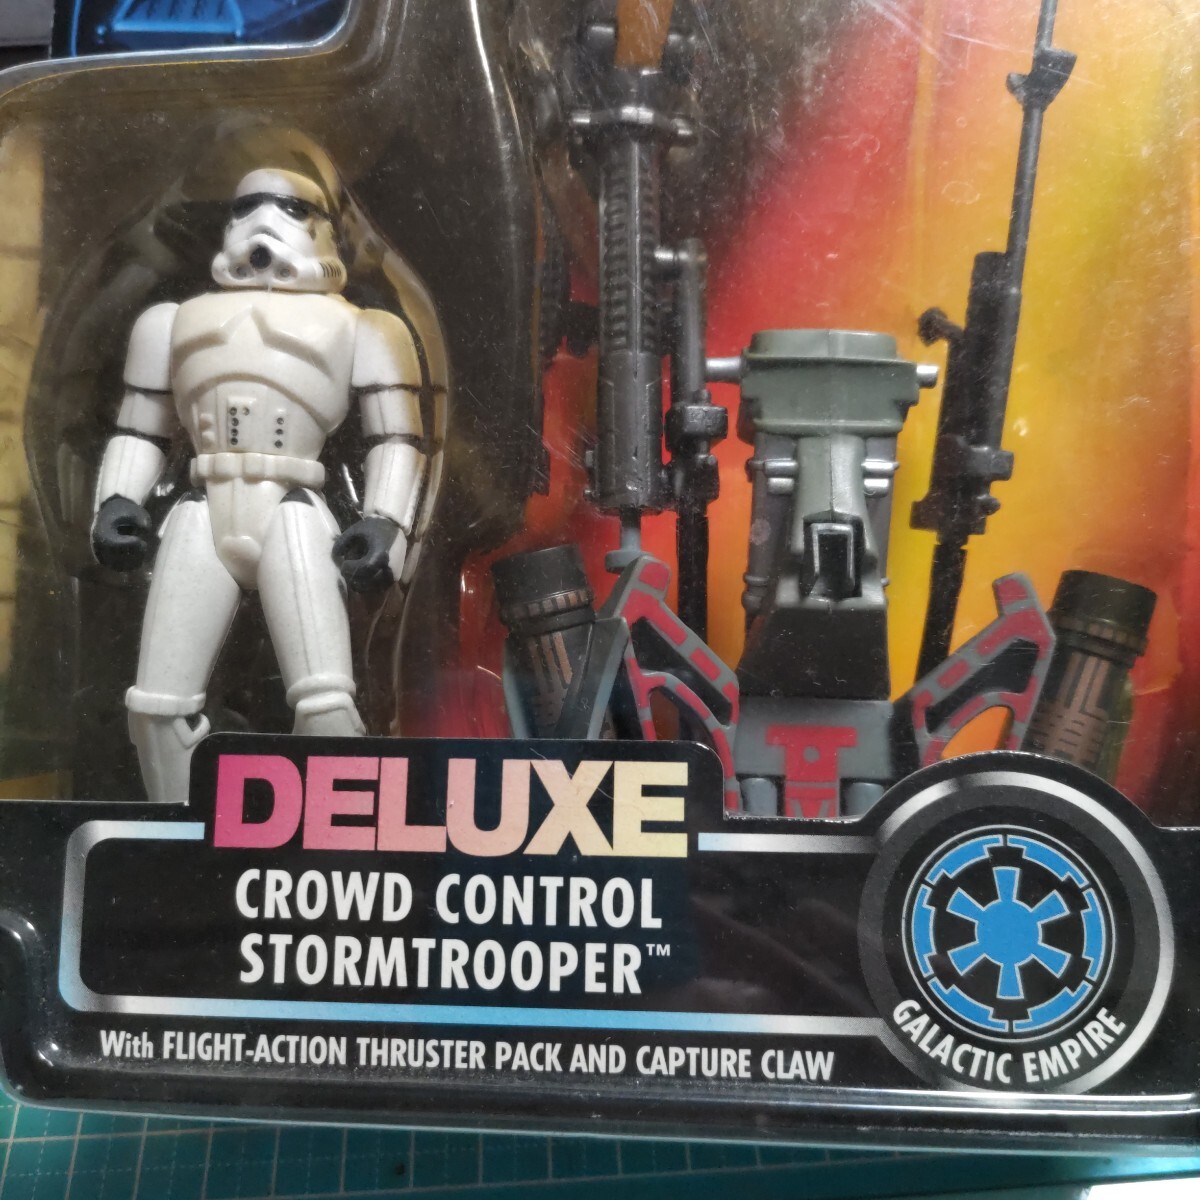 DELUXE
CROWD CONTROL
STORMTROOPER™
With FLIGHT-ACTION THRUSTER PACK AND CAPTURE CLAW
GALACTIC EMPIRE